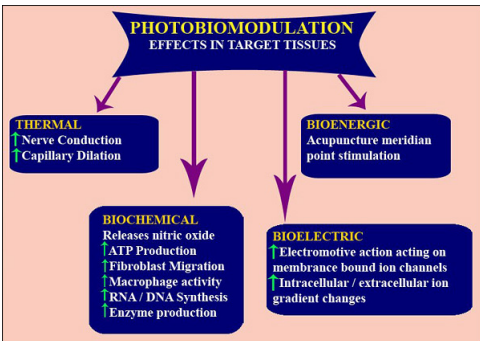 PHOTOBIOMODULATION
EFFECTS IN TARGET TISSUES
THERMAL
↑Nerve Conduction
↑Capillary Dilation
BIOENERGIC
Acupuncture meridian
point stimulation
BIOCHEMICAL
Releases nitric oxide
↑ATP Production
↑Fibroblast Migration
↑Macrophage activity
↑RNA / DNA Synthesis
↑Enzyme production
BIOELECTRIC
↑Electromotive action acting on
membrance bound ion channels
↑Intracellular / extracellular ion
gradient changes